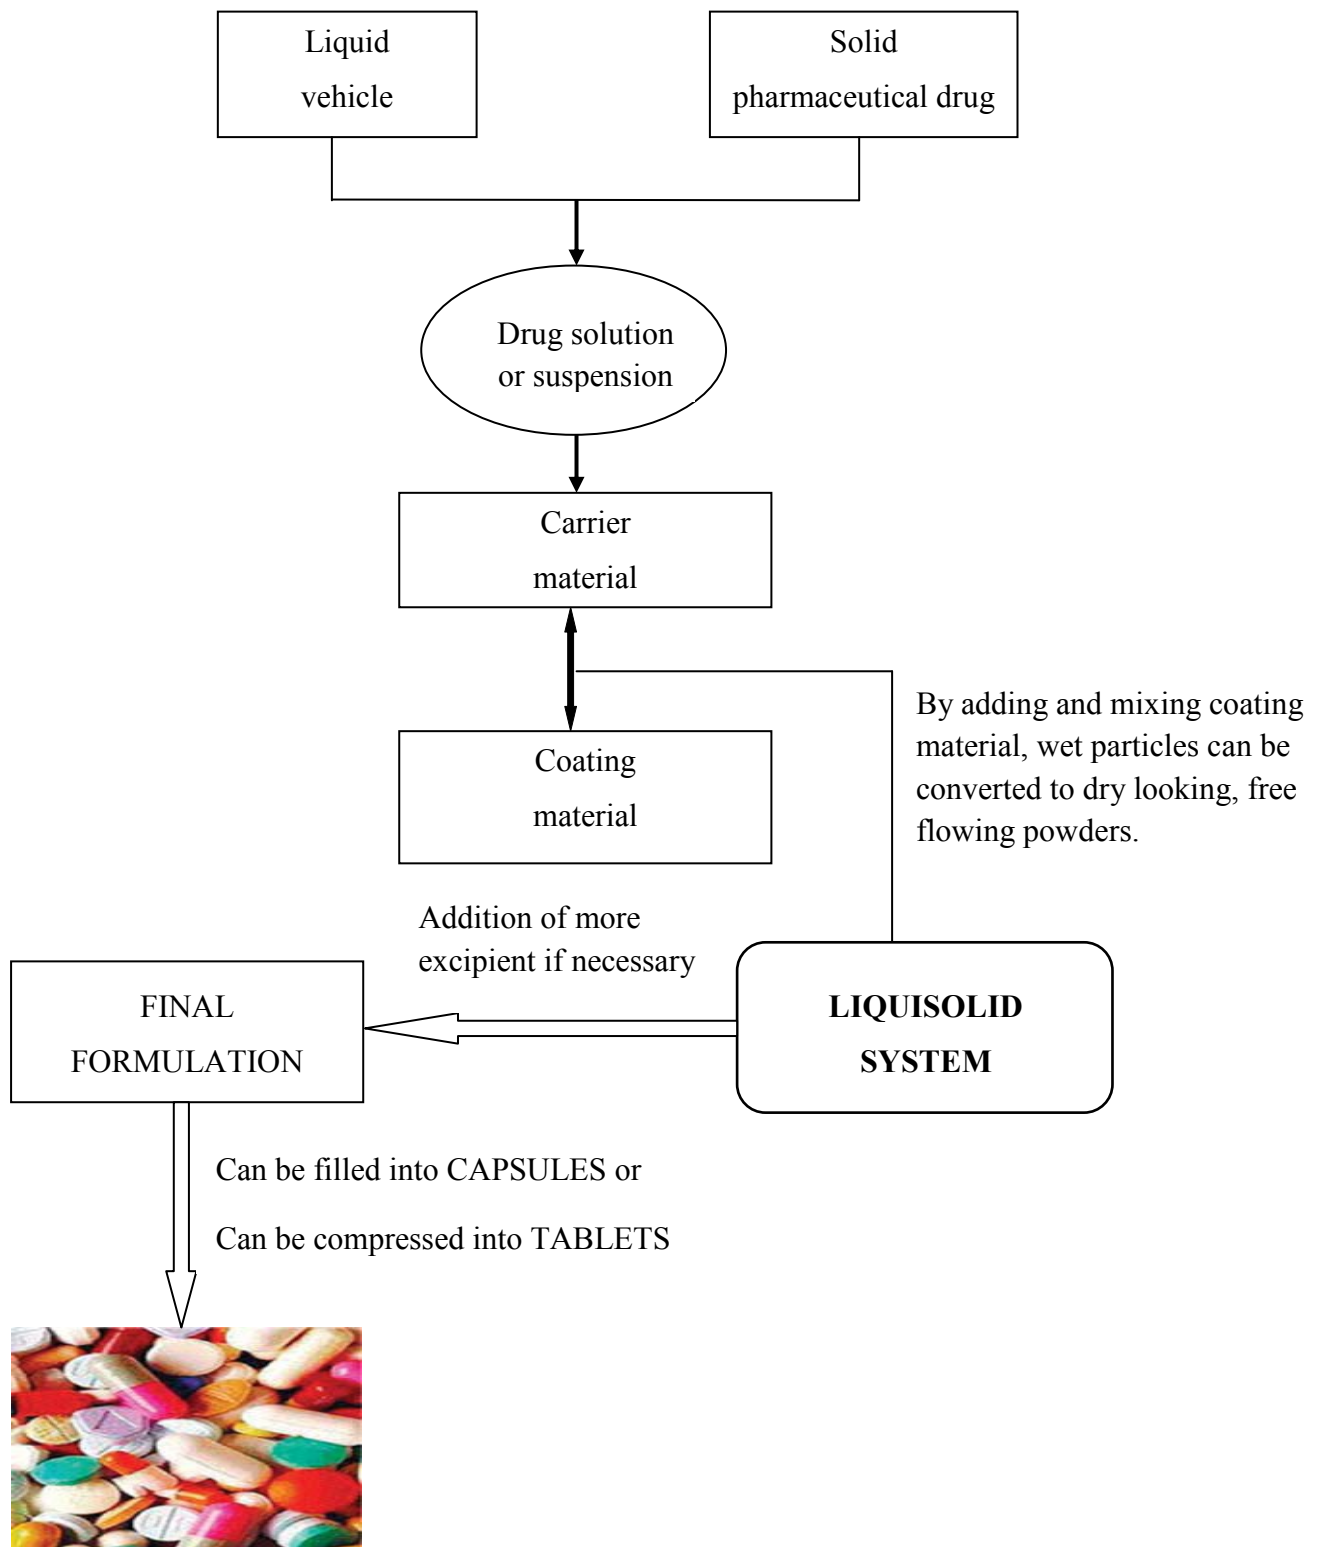 Liquid
vehicle
Solid
pharmaceutical drug
Drug solution
or suspension
Carrier
material
By adding and mixing coating
material, wet particles can be
converted to dry looking, free
flowing powders.
Coating
material
Addition of more
excipient if necessary
LIQUISOLID
SYSTEM
FINAL
FORMULATION
Can be filled into CAPSULES or
Can be compressed into TABLETS